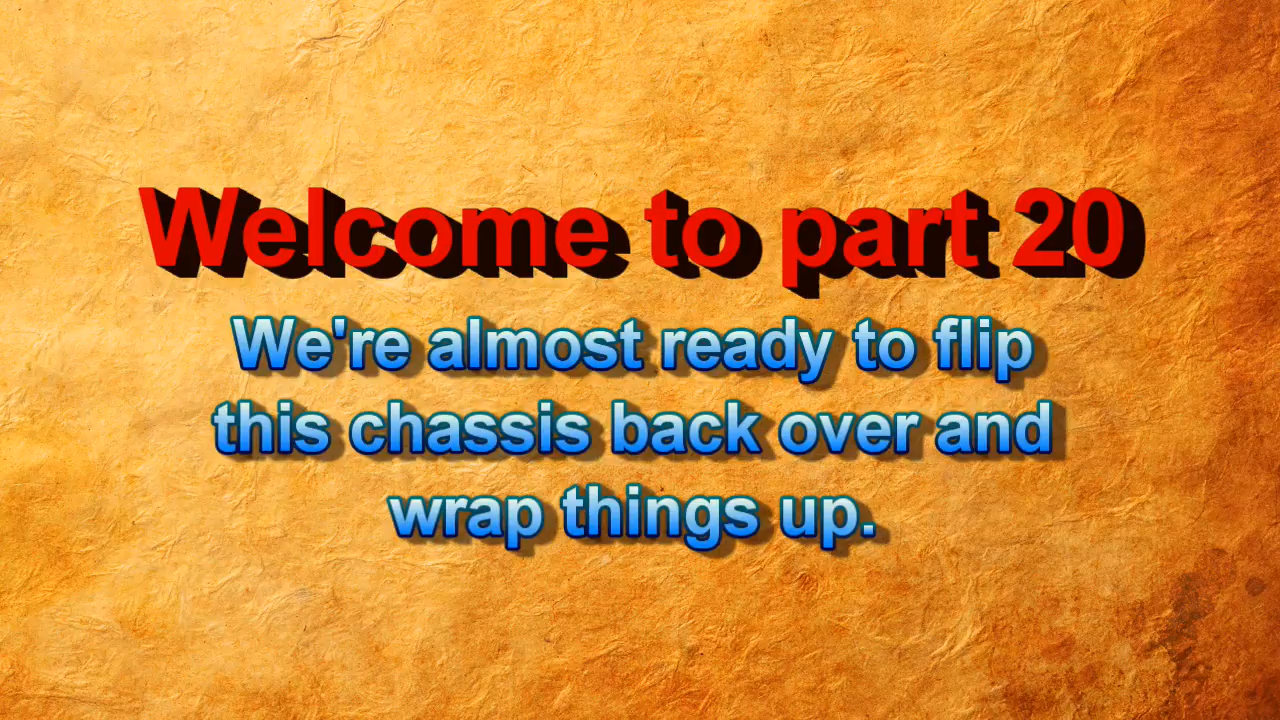 Welcome to part 20
We're almost ready to flip
this chassis back over and
wrap things up.